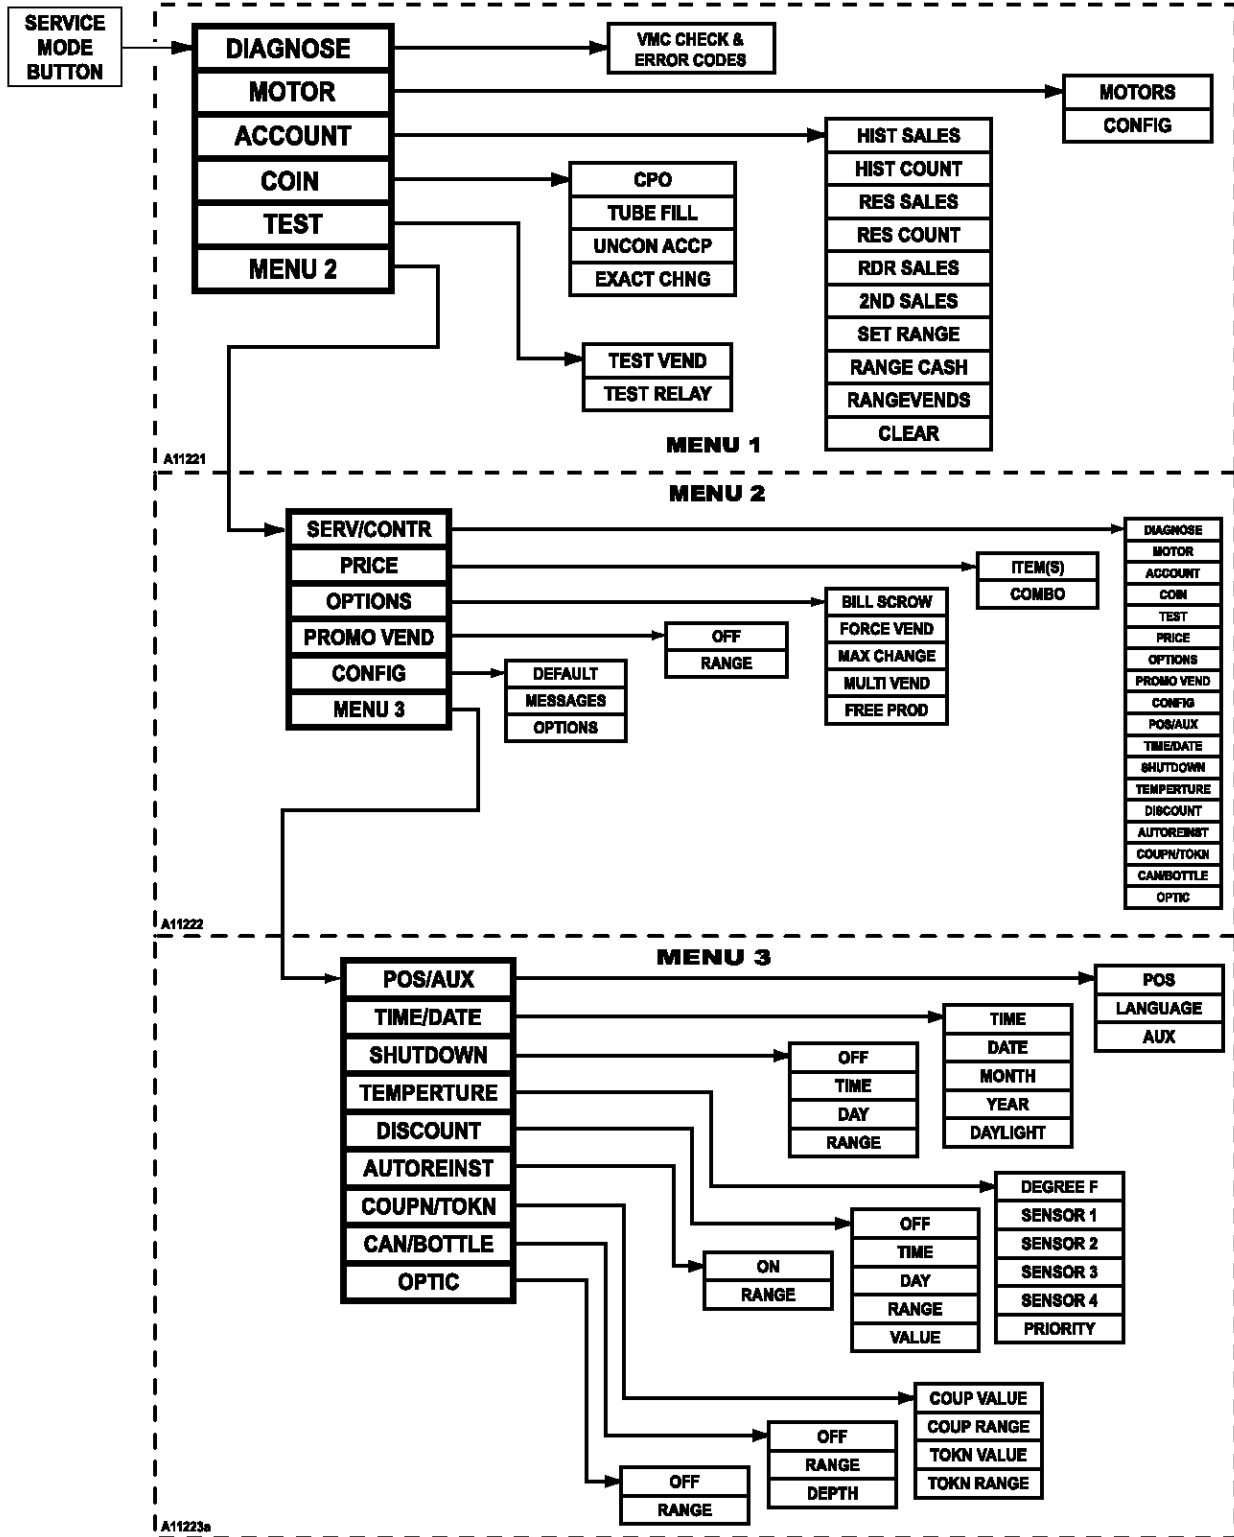 SERVICE
MODE
BUTTON
DIAGNOSE
MOTOR
ACCOUNT
COIN
TEST
MENU 2
VMC CHECK &
ERROR CODES
MOTORS
CONFIG
HIST SALES
HIST COUNT
RES SALES
RES COUNT
RDR SALES
2ND SALES
SET RANGE
RANGE CASH
RANGEVENDS
CLEAR
CPO
TUBE FILL
UNCON ACCP
EXACT CHNG
TEST VEND
TEST RELAY
MENU 1
A11221
MENU 2
SERV/CONTR
PRICE
OPTIONS
PROMO VEND
CONFIG
MENU 3
DIAGNOSE
MOTOR
ACCOUNT
COIN
TEST
PRICE
OPTIONS
PROMO VEND
CONFIG
POS/AUX
TIME/DATE
SHUTDOWN
TEMPERTURE
DISCOUNT
AUTOREINST
COUPN/TOKN
CAN/BOTTLE
OPTIC
ITEM(S)
COMBO
BILL SCROW
FORCE VEND
MAX CHANGE
MULTI VEND
FREE PROD
OFF
RANGE
DEFAULT
MESSAGES
OPTIONS
A11222
MENU 3
POS/AUX
TIME/DATE
SHUTDOWN
TEMPERTURE
DISCOUNT
AUTOREINST
COUPN/TOKN
CAN/BOTTLE
OPTIC
POS
LANGUAGE
AUX
TIME
DATE
MONTH
YEAR
DAYLIGHT
OFF
TIME
DAY
RANGE
DEGREE F
SENSOR 1
SENSOR 2
SENSOR 3
SENSOR 4
PRIORITY
OFF
TIME
DAY
RANGE
VALUE
ON
RANGE
COUP VALUE
COUP RANGE
TOKN VALUE
TOKN RANGE
OFF
RANGE
DEPTH
OFF
RANGE
A11223a